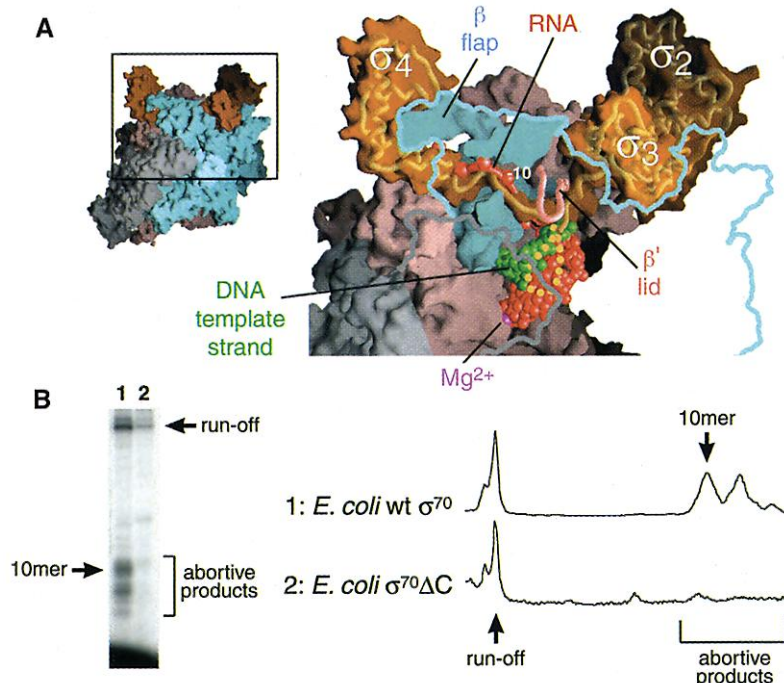 A
σ4
β
flap
RNA
σ2
σ3
-10
DNA
template
strand
β'
lid
Mg2+
B
1 2
run-off
10mer
abortive
products
10mer
1: E. coli wt σ70
2: E. coli σ70ΔC
run-off
abortive
products